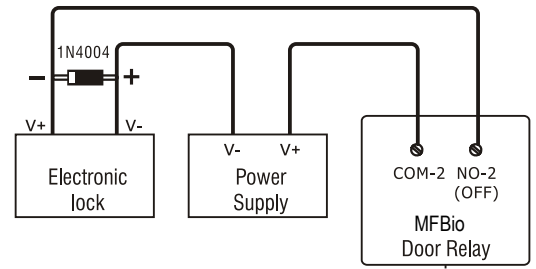 1N4004
− +
V+ V-
V- V+
Electronic
lock
Power
Supply
COM-2 NO-2
(OFF)
MFBio
Door Relay